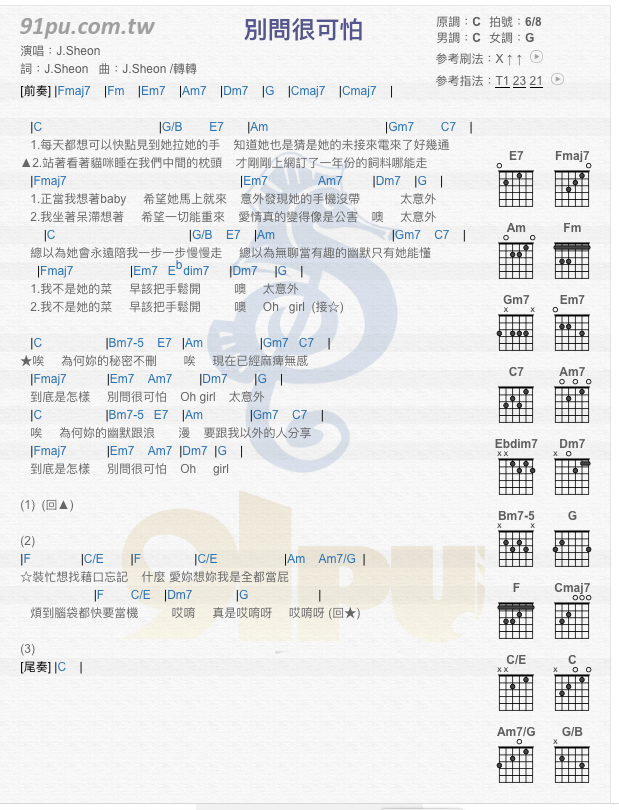 91pu.com.tw
別問很可怕
原調：C 拍號：6/8
男調：C 女調：G
演唱：J.Sheon
參考刷法：X↑↑
詞：J.Sheon 曲：J.Sheon /轉轉
參考指法：T1 23 21
[前奏] |Fmaj7 |Fm |Em7 |Am7 |Dm7 |G |Cmaj7 |Cmaj7 |
|C |G/B E7 |Am |Gm7 C7 |
1.每天都想可以快點見到她拉她的手 知道她也是猜是她的未接來電來了好幾通
▲2.站著看著貓咪睡在我們中間的枕頭 才剛剛上網訂了一年份的飼料哪能走
|Fmaj7 |Em7 Am7 |Dm7 |G |
1.正當我想著baby 希望她馬上就來 意外發現她的手機沒帶 太意外
2.我坐著呆滯想著 希望一切能重來 愛情真的變得像是公害 噢 太意外
|C |G/B E7 |Am |Gm7 C7 |
總以為她會永遠陪我一步一步慢慢走 總以為無聊當有趣的幽默只有她能懂
|Fmaj7 |Em7 Ebdim7 |Dm7 |G |
1.我不是她的菜 早該把手鬆開 噢 太意外
2.我不是她的菜 早該把手鬆開 噢 Oh girl (接☆)
|C |Bm7-5 E7 |Am |Gm7 C7 |
★唉 為何妳的秘密不刪 唉 現在已經麻痺無感
|Fmaj7 |Em7 Am7 |Dm7 |G |
到底是怎樣 別問很可怕 Oh girl 太意外
|C |Bm7-5 E7 |Am |Gm7 C7 |
唉 為何妳的幽默跟浪 漫 要跟我以外的人分享
|Fmaj7 |Em7 Am7 |Dm7 |G |
到底是怎樣 別問很可怕 Oh girl
(1) (回▲)
(2)
|F |C/E |F |C/E |Am Am7/G |
☆裝忙想找藉口忘記 什麼 愛妳想妳我是全都當屁
|F C/E |Dm7 |G |
煩到腦袋都快要當機 哎唷 真是哎唷呀 哎唷呀 (回★)
(3)
[尾奏] |C |
E7 Fmaj7
Am Fm
Gm7 Em7
C7 Am7
Ebdim7 Dm7
Bm7-5 G
F Cmaj7
C/E C
Am7/G G/B
91pu